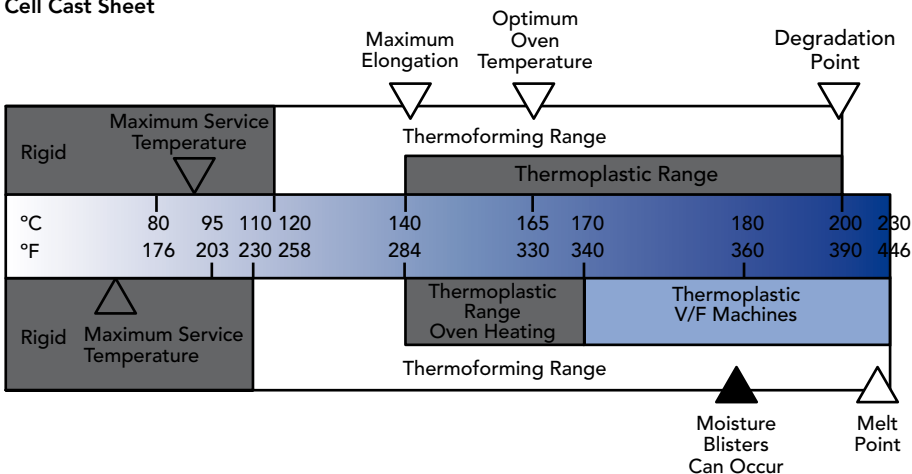 Cell Cast Sheet
Maximum
Elongation
Optimum
Oven
Temperature
Degradation
Point
Rigid
Maximum Service
Temperature
Thermoforming Range
Thermoplastic Range
ºC 80 95 110 120 140 165 170 180 200 230
ºF 176 203 230 258 284 330 340 360 390 446
Rigid
Maximum Service
Temperature
Thermoplastic
Range
Oven Heating
Thermoplastic
V/F Machines
Thermoforming Range
Moisture
Blisters
Can Occur
Melt
Point